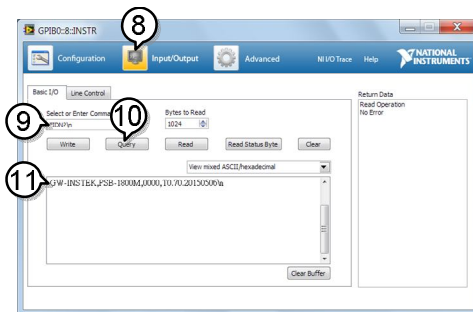 GPIB0::8::INSTR
8
Configuration
Input/Output
Advanced
NI I/O Trace
Help
NATIONAL
INSTRUMENTS
Basic I/O
Line Control
Return Data
Read Operation
No Error
9
10
Select or Enter Comma
Bytes to Read
*IDN?\n
1024
Write
Query
Read
Read Status Byte
Clear
View mixed ASCII/hexadecimal
11
GW-INSTEK,PSB-1800M,0000,T0.70.20150506\n
Clear Buffer